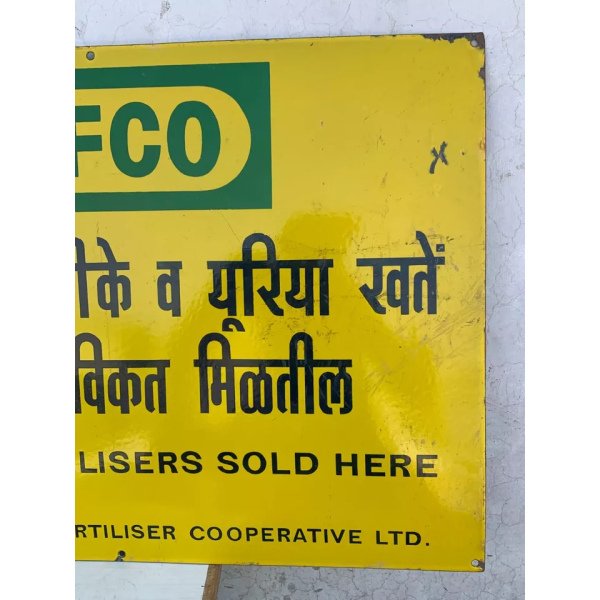 FCO
ीके व यूरिया खतें
विकत मिळतील
LISERS SOLD HERE
RTILISER COOPERATIVE LTD.